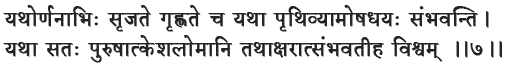 यथोर्णनाभिः सृजते गृह्णते च यथा पृथिव्यामोषधयः संभवन्ति ।
यथा सतः पुरुषात्केशलोमानि तथाक्षरात्संभवतीह विश्वम् ।।७।।